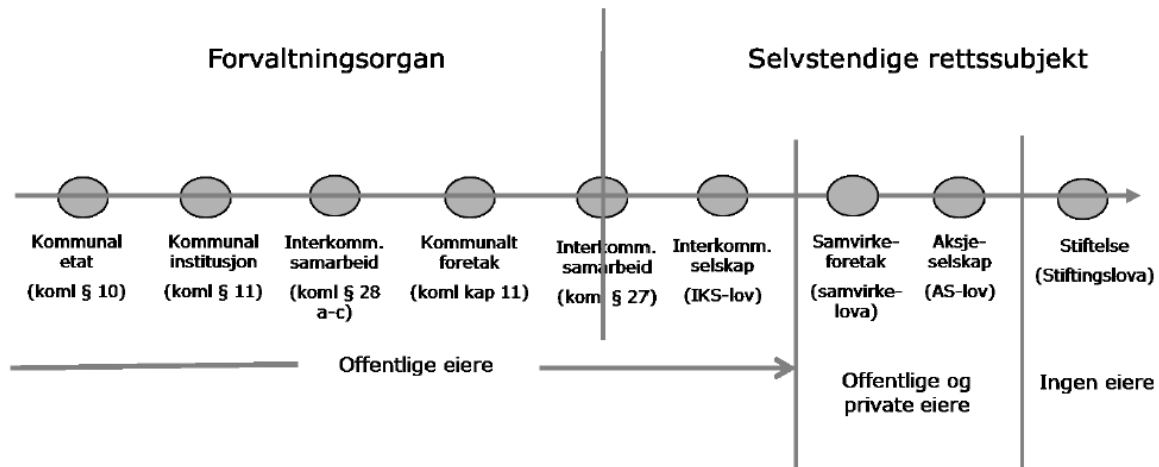 Forvaltningsorgan
Selvstendige rettssubjekt
Kommunal
etat
(koml § 10)
Kommunal
institusjon
(koml § 11)
Interkomm.
samarbeid
(koml § 28
a-c)
Kommunalt
foretak
(koml kap 11)
Interkomm.
samarbeid
(koml § 27)
Interkomm.
selskap
(IKS-lov)
Samvirke-
foretak
(samvirke-
lova)
Aksje-
selskap
(AS-lov)
Stiftelse
(Stiftingslova)
Offentlige eiere
Offentlige og
private eiere
Ingen eiere